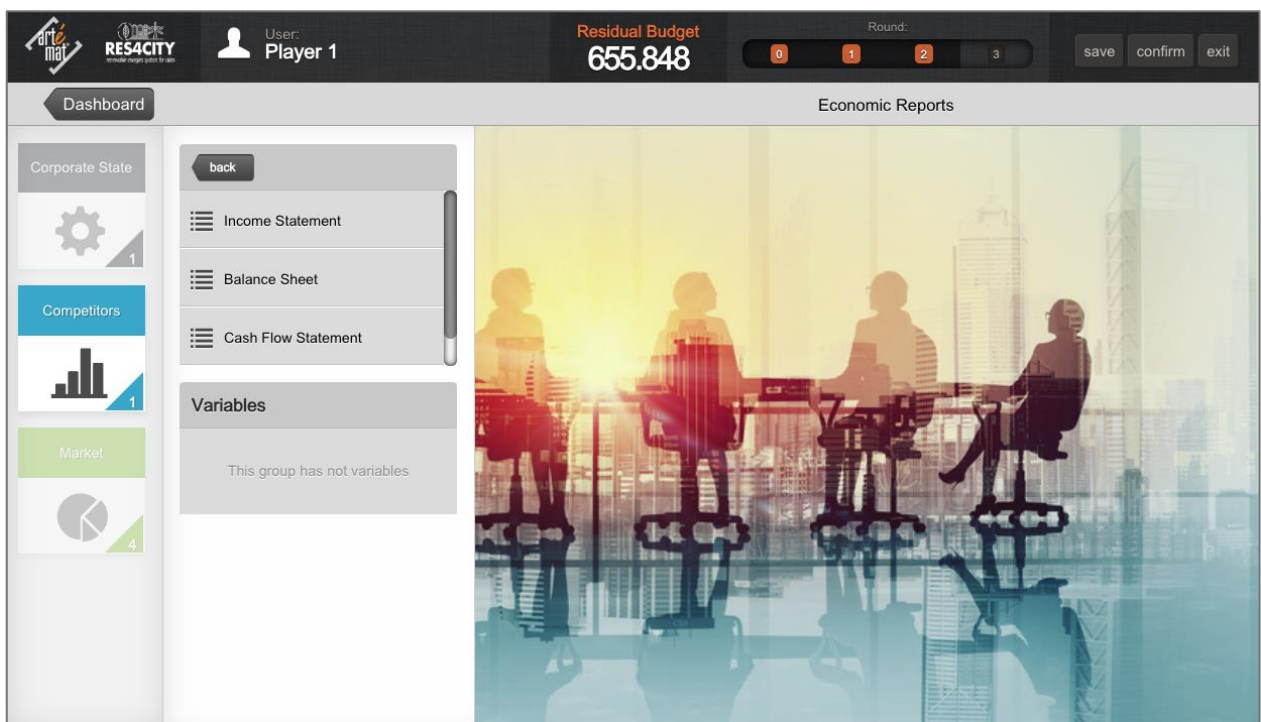 arté
mat
RES4CITY
User:
Player 1
Residual Budget
655.848
Round:
0 1 2 3
save confirm exit
Dashboard
Economic Reports
Corporate State
1
Competitors
1
Market
4
back
Income Statement
Balance Sheet
Cash Flow Statement
Variables
This group has not variables